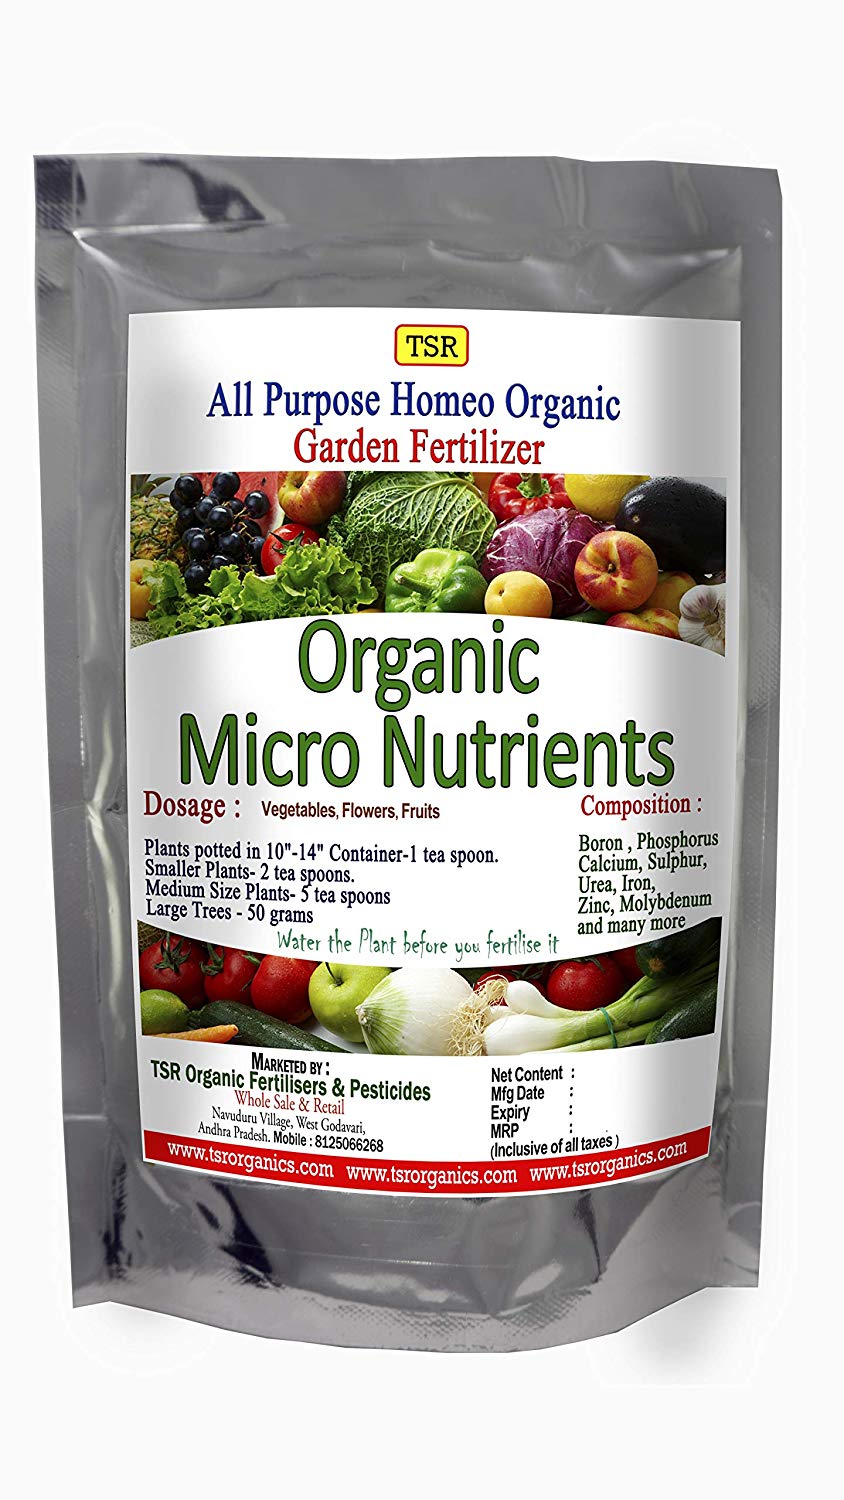 TSR
All Purpose Homeo Organic
Garden Fertilizer
Organic
Micro Nutrients
Dosage : Vegetables, Flowers, Fruits
Plants potted in 10"-14" Container-1 tea spoon.
Smaller Plants- 2 tea spoons.
Medium Size Plants- 5 tea spoons
Large Trees - 50 grams
Composition :
Boron , Phosphorus
Calcium, Sulphur,
Urea, Iron,
Zinc, Molybdenum
and many more
Water the Plant before you fertilise it
MARKETED BY :
TSR Organic Fertilisers & Pesticides
Whole Sale & Retail
Navuduru Village, West Godavari,
Andhra Pradesh. Mobile : 8125066268
Net Content :
Mfg Date :
Expiry :
MRP :
(Inclusive of all taxes )
www.tsrorganics.com www.tsrorganics.com www.tsrorganics.com